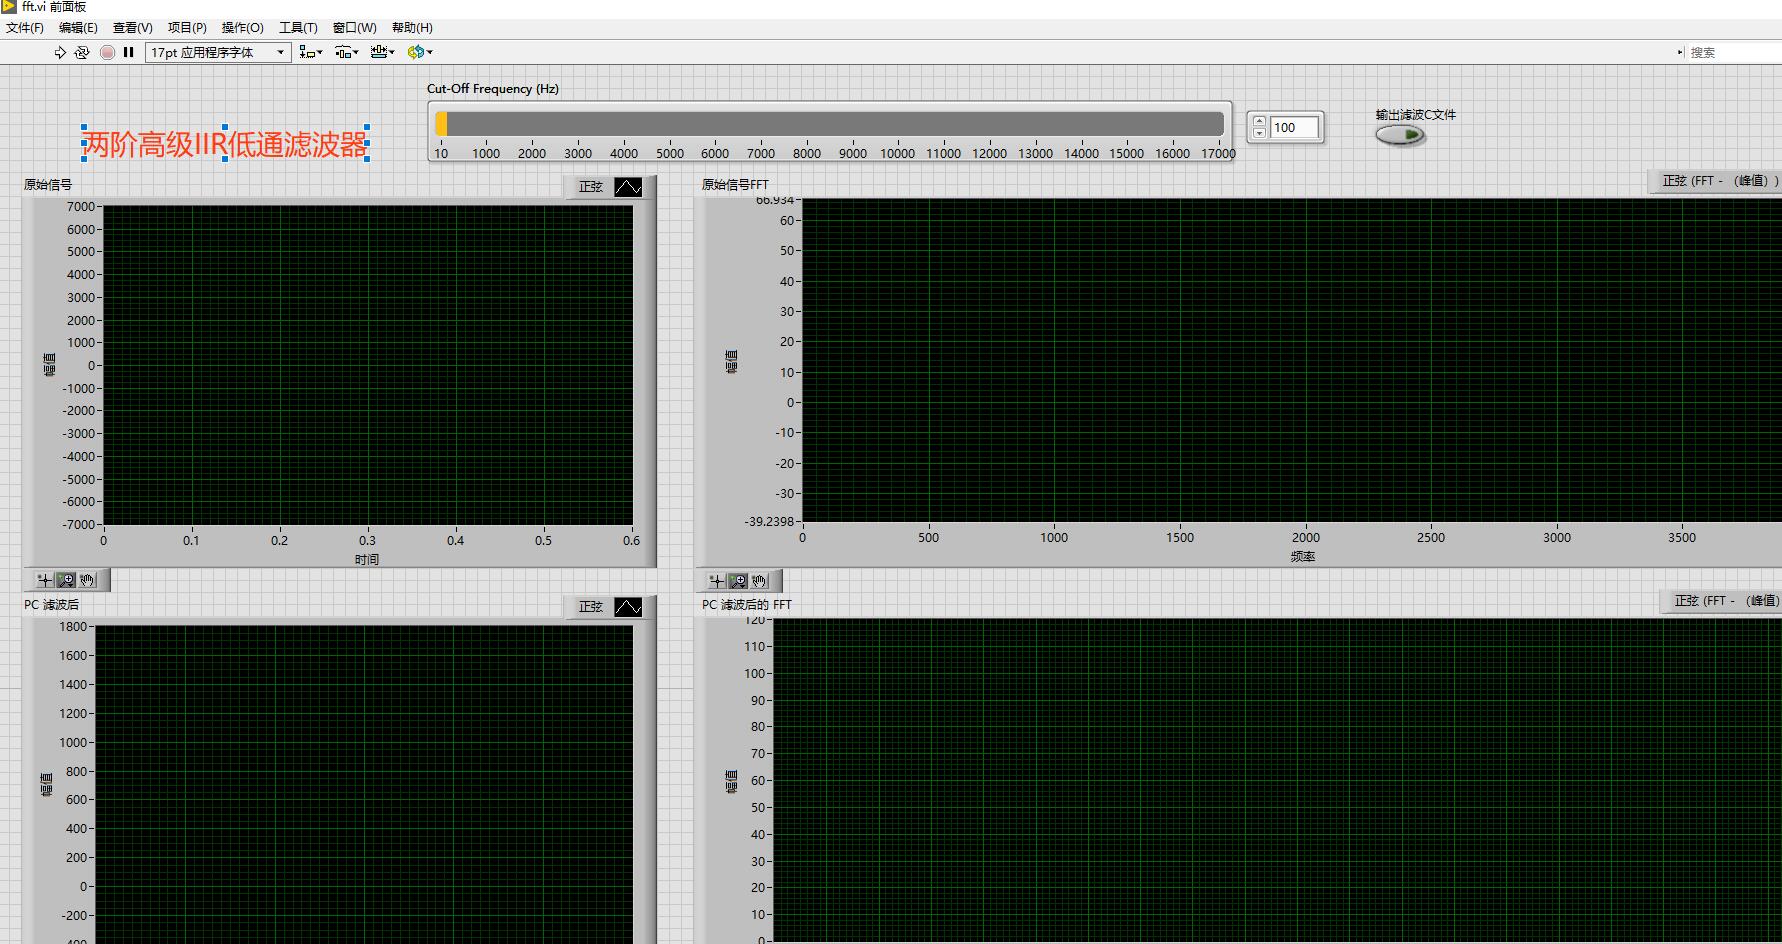 fft.vi 前面板
文件(F) 编辑(E) 查看(V) 项目(P) 操作(O) 工具(T) 窗口(W) 帮助(H)
17pt 应用程序字体
搜索
Cut-Off Frequency (Hz)
10 1000 2000 3000 4000 5000 6000 7000 8000 9000 10000 11000 12000 13000 14000 15000 16000 17000
100
输出滤波C文件
两阶高级IIR低通滤波器
原始信号
正弦
7000
6000
5000
4000
3000
2000
1000
0
-1000
-2000
-3000
-4000
-5000
-6000
-7000
幅值
0 0.1 0.2 0.3 0.4 0.5 0.6
时间
原始信号FFT
正弦 (FFT - （峰值）)
66.934
60
50
40
30
20
10
0
-10
-20
-30
-39.2398
幅值
0 500 1000 1500 2000 2500 3000 3500
频率
PC 滤波后
正弦
1800
1600
1400
1200
1000
800
600
400
200
0
-200
-400
幅值
PC 滤波后的 FFT
正弦 (FFT - （峰值)
120
110
100
90
80
70
60
50
40
30
20
10
0
幅值